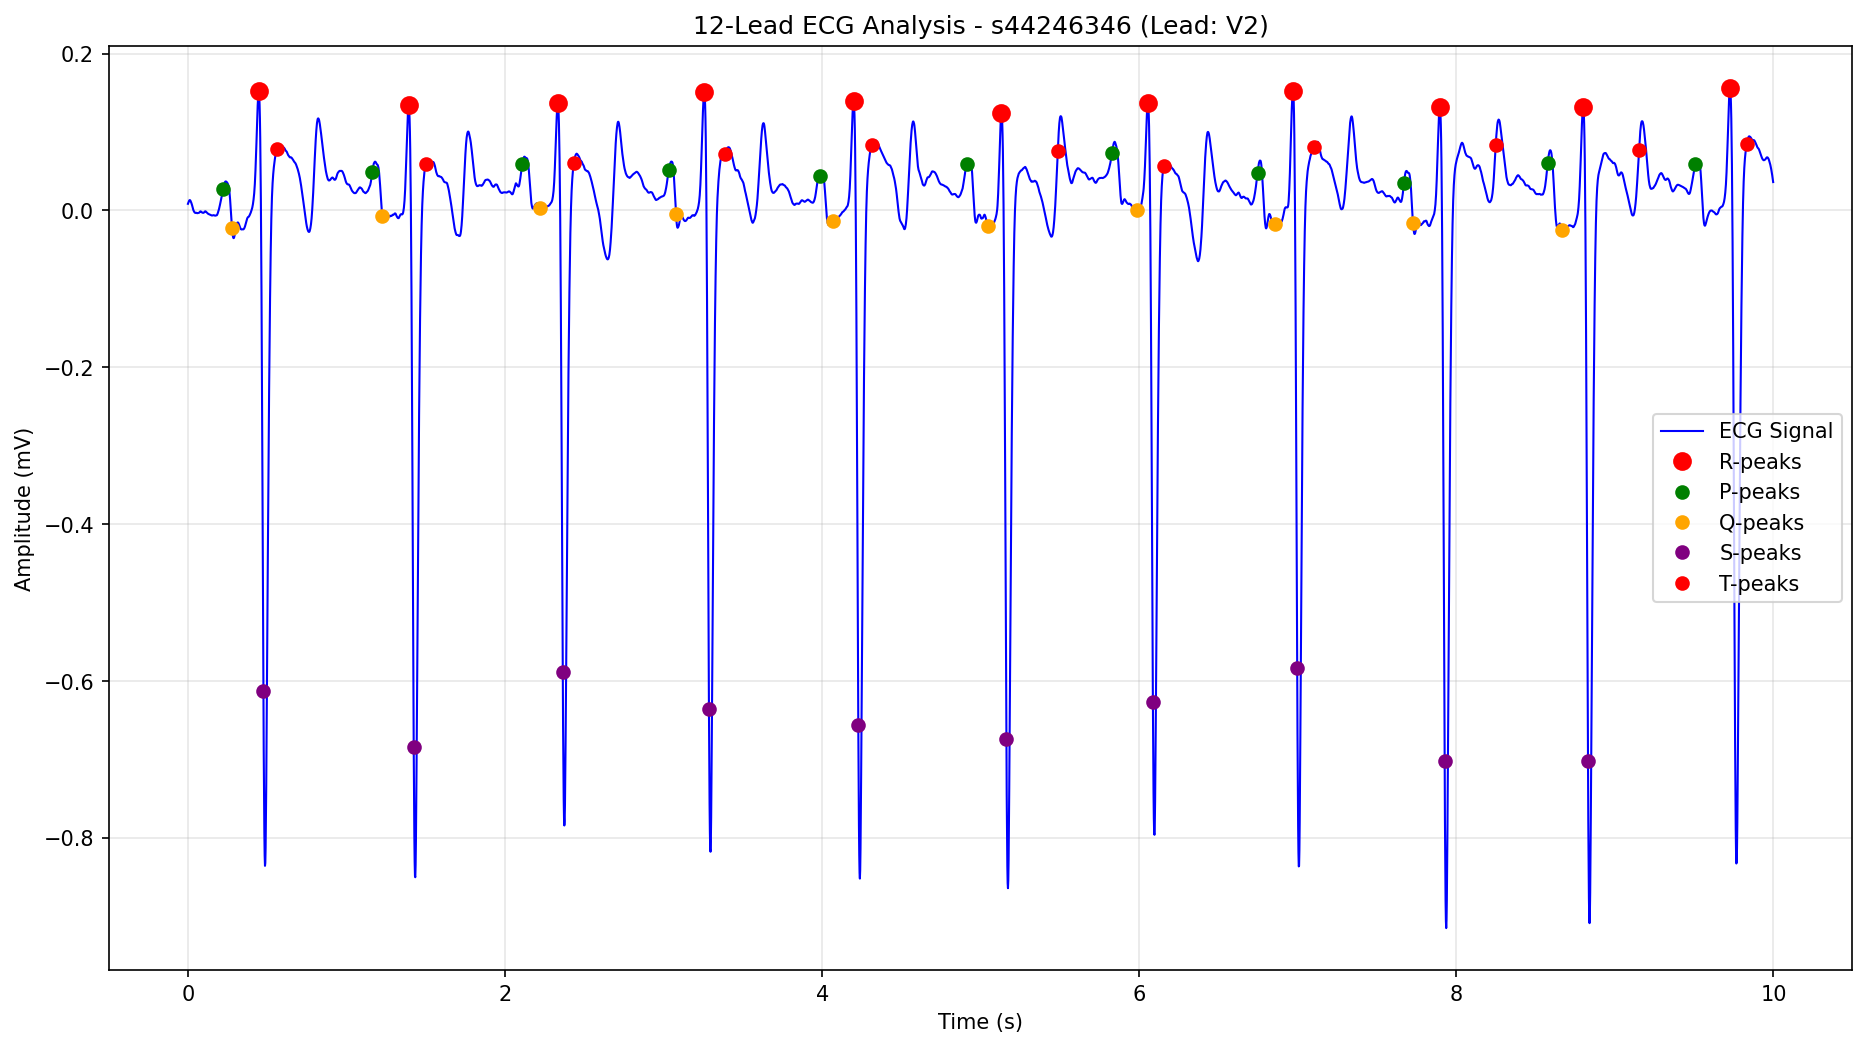 12-Lead ECG Analysis - s44246346 (Lead: V2)
0.2
0.0
−0.2
−0.4
−0.6
−0.8
Amplitude (mV)
ECG Signal
R-peaks
P-peaks
Q-peaks
S-peaks
T-peaks
0 2 4 6 8 10
Time (s)